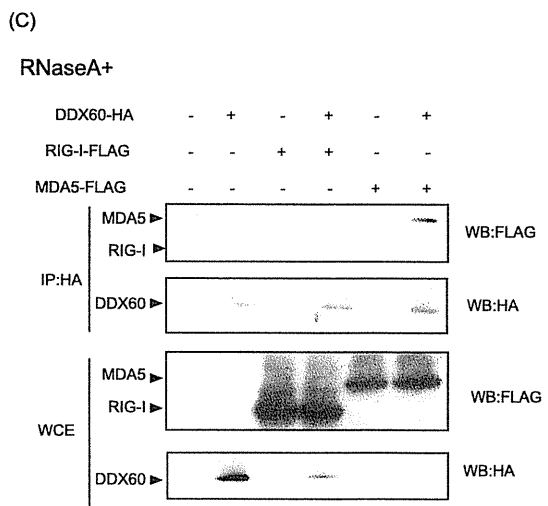 (C)
RNaseA+
DDX60-HA - + - + - +
RIG-I-FLAG - - + + - -
MDA5-FLAG - - - - + +
MDA5
RIG-I
WB:FLAG
IP:HA
DDX60
WB:HA
MDA5
RIG-I
WB:FLAG
WCE
DDX60
WB:HA